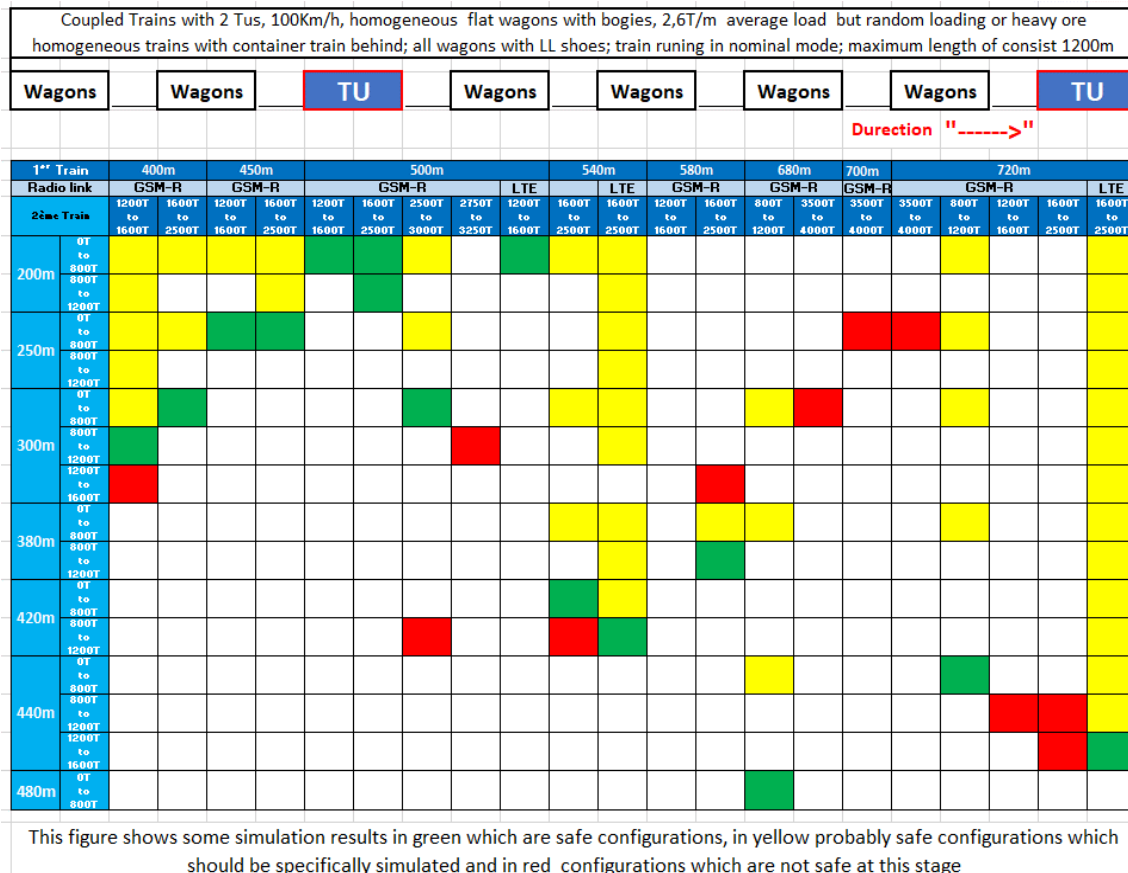 Coupled Trains with 2 Tus, 100Km/h, homogeneous flat wagons with bogies, 2,6T/m average load but random loading or heavy ore
homogeneous trains with container train behind; all wagons with LL shoes; train runing in nominal mode; maximum length of consist 1200m
Wagons Wagons TU Wagons Wagons Wagons Wagons TU
Durection "------>"
1er Train 400m 450m 500m 540m 580m 680m 700m 720m
Radio link GSM-R GSM-R GSM-R LTE LTE GSM-R GSM-R GSM-R GSM-R LTE
1200T 1600T 1200T 1600T 1200T 1600T 2500T 2750T 1200T 1600T 1600T 1200T 1600T 800T 3500T 3500T 3500T 800T 1200T 1600T 1600T
2ème Train to to to to to to to to to to to to to to to to to to to to to
1600T 2500T 1600T 2500T 1600T 2500T 3000T 3250T 1600T 2500T 2500T 1600T 2500T 1200T 4000T 4000T 4000T 1200T 1600T 2500T 2500T
200m
0T
to
800T
800T
to
1200T
250m
0T
to
800T
800T
to
1200T
300m
0T
to
800T
800T
to
1200T
1200T
to
1600T
380m
0T
to
800T
800T
to
1200T
420m
0T
to
800T
800T
to
1200T
440m
0T
to
800T
800T
to
1200T
1200T
to
1600T
480m
0T
to
800T
This figure shows some simulation results in green which are safe configurations, in yellow probably safe configurations which
should be specifically simulated and in red configurations which are not safe at this stage